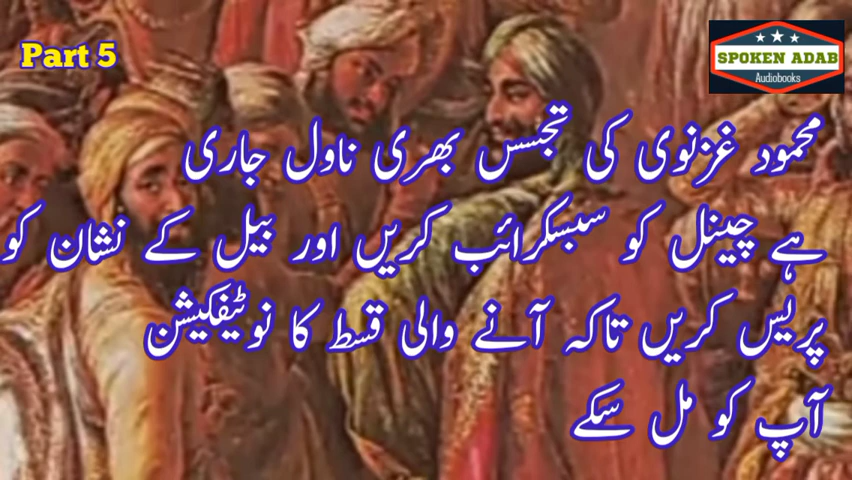 Part 5
SPOKEN ADAB
Audiobooks
محمود غزنوی کی تجسس بھری ناول جاری
ہے چینل کو سبسکرائب کریں اور بیل کے نشان کو
پریس کریں تاکہ آنے والی قسط کا نوٹیفکیشن
آپ کو مل سکے